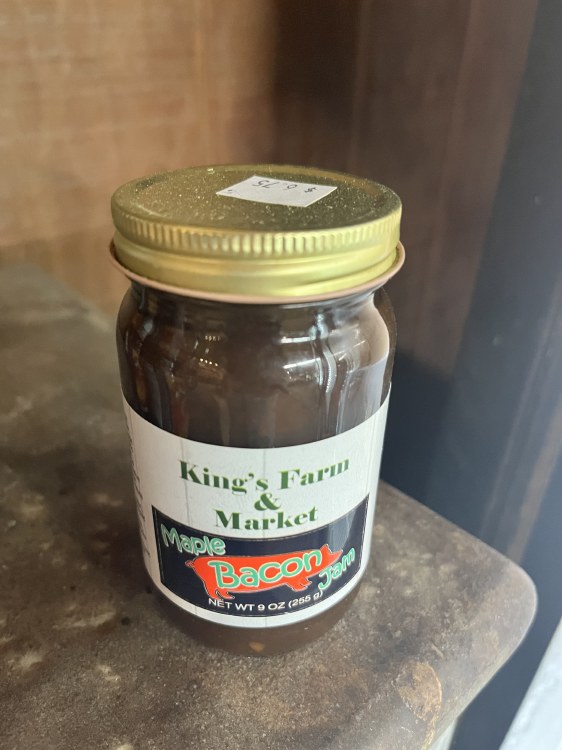 $ 6.75
King's Farm
&
Market
Maple
Bacon
Jam
NET WT 9 OZ (255 g)